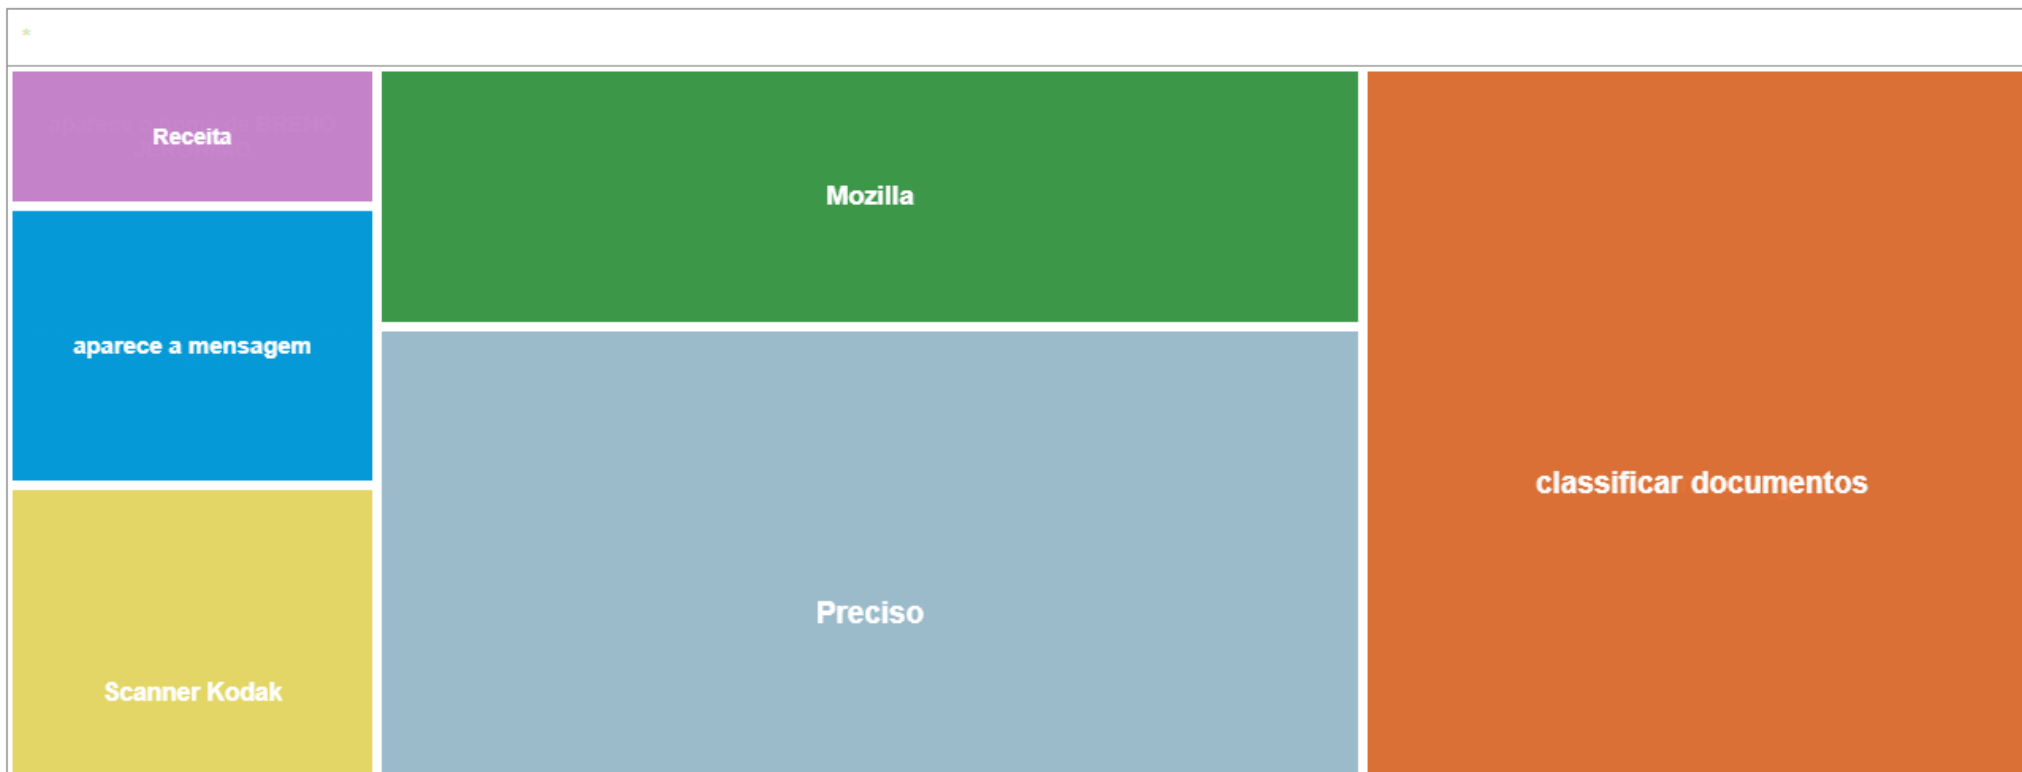 *
Receita
Mozilla
aparece a mensagem
classificar documentos
Preciso
Scanner Kodak